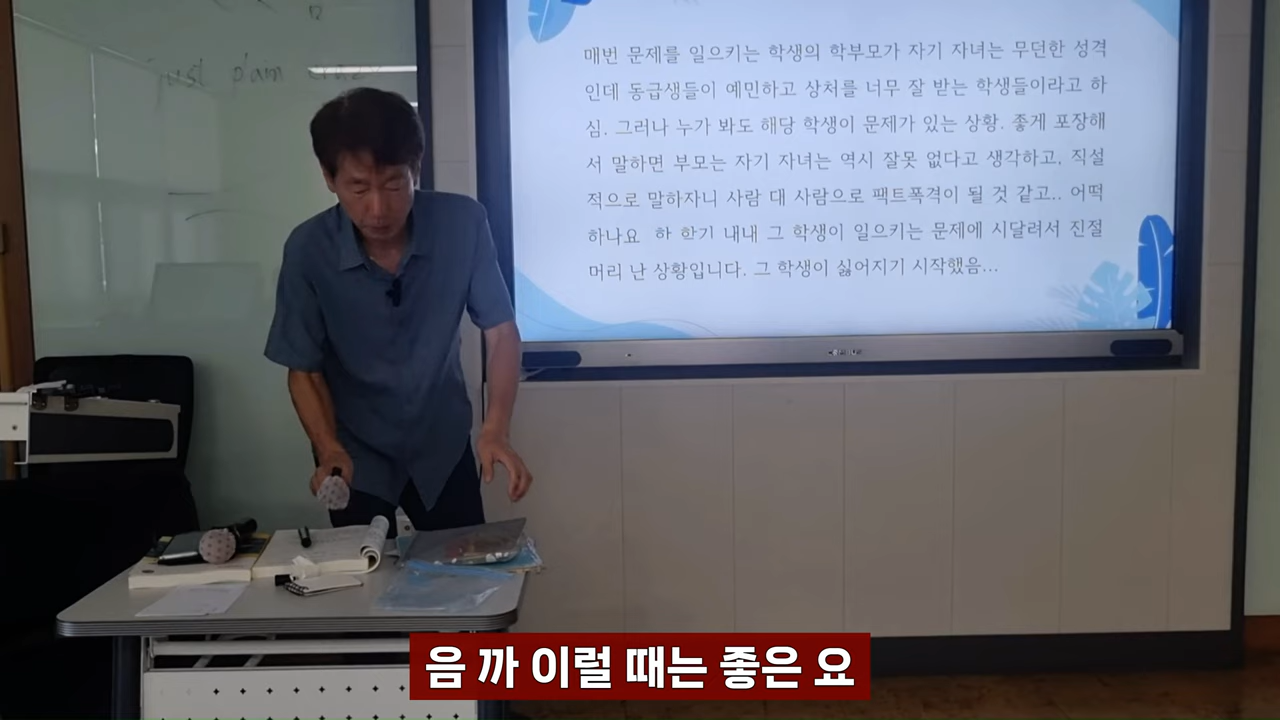 just plain
매번 문제를 일으키는 학생의 학부모가 자기 자녀는 무던한 성격
인데 동급생들이 예민하고 상처를 너무 잘 받는 학생들이라고 하
심. 그러나 누가 봐도 해당 학생이 문제가 있는 상황. 좋게 포장해
서 말하면 부모는 자기 자녀는 역시 잘못 없다고 생각하고, 직설
적으로 말하자니 사람 대 사람으로 팩트폭격이 될 것 같고.. 어떡
하나요 한 학기 내내 그 학생이 일으키는 문제에 시달려서 진절
머리 난 상황입니다. 그 학생이 싫어지기 시작했음...
음 까 이럴 때는 좋은 요